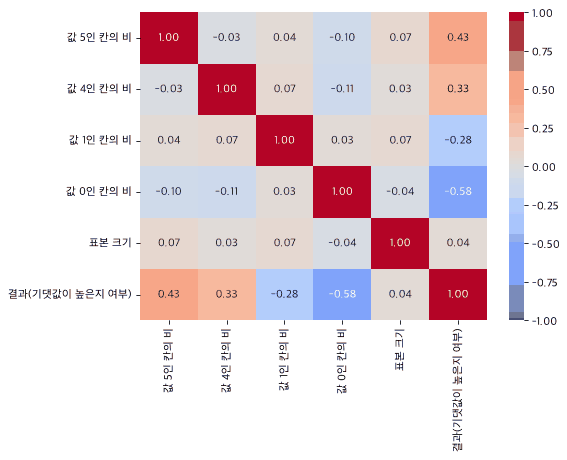 값 5인 칸의 비 1.00 -0.03 0.04 -0.10 0.07 0.43
값 4인 칸의 비 -0.03 1.00 0.07 -0.11 0.03 0.33
값 1인 칸의 비 0.04 0.07 1.00 0.03 0.07 -0.28
값 0인 칸의 비 -0.10 -0.11 0.03 1.00 -0.04 -0.58
표본 크기 0.07 0.03 0.07 -0.04 1.00 0.04
결과(기댓값이 높은지 여부) 0.43 0.33 -0.28 -0.58 0.04 1.00
값 5인 칸의 비
값 4인 칸의 비
값 1인 칸의 비
값 0인 칸의 비
표본 크기
결과(기댓값이 높은지 여부)
1.00
0.75
0.50
0.25
0.00
-0.25
-0.50
-0.75
-1.00